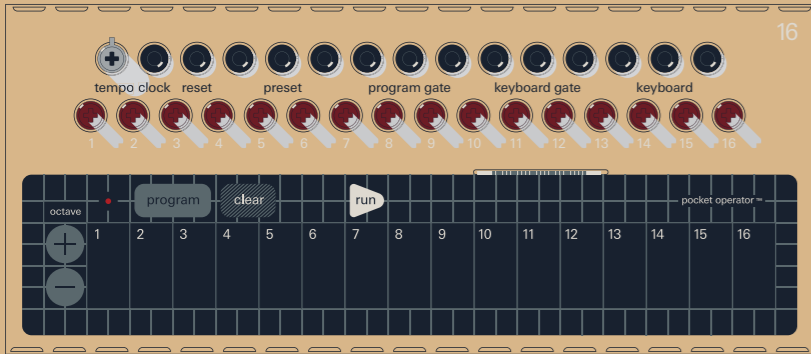 16
tempo clock reset preset program gate keyboard gate keyboard
1 2 3 4 5 6 7 8 9 10 11 12 13 14 15 16
octave program clear run pocket operator™
+
1 2 3 4 5 6 7 8 9 10 11 12 13 14 15 16
−